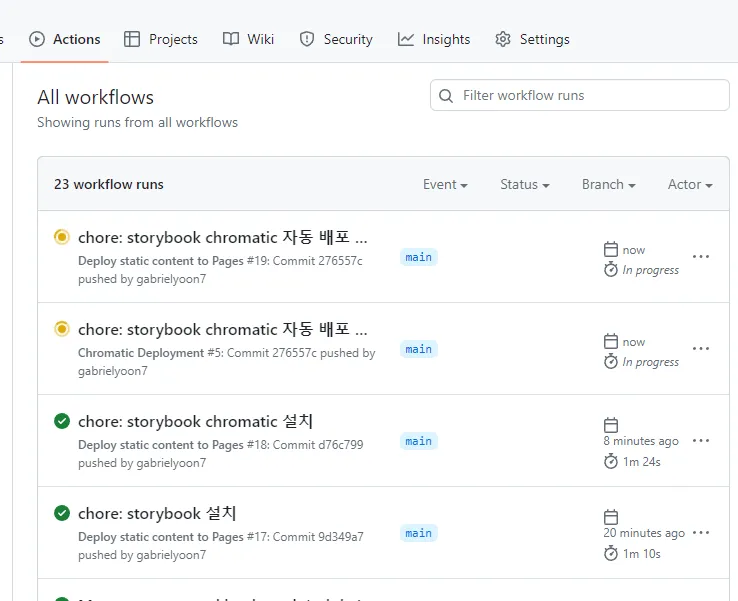 s Actions Projects Wiki Security Insights Settings
All workflows
Filter workflow runs
Showing runs from all workflows
23 workflow runs Event Status Branch Actor
chore: storybook chromatic 자동 배포 ...
Deploy static content to Pages #19: Commit 276557c
pushed by gabrielyoon7
main
now
In progress
chore: storybook chromatic 자동 배포 ...
Chromatic Deployment #5: Commit 276557c pushed by
gabrielyoon7
main
now
In progress
chore: storybook chromatic 설치
Deploy static content to Pages #18: Commit d76c799
pushed by gabrielyoon7
main
8 minutes ago
1m 24s
chore: storybook 설치
Deploy static content to Pages #17: Commit 9d349a7
pushed by gabrielyoon7
main
20 minutes ago
1m 10s